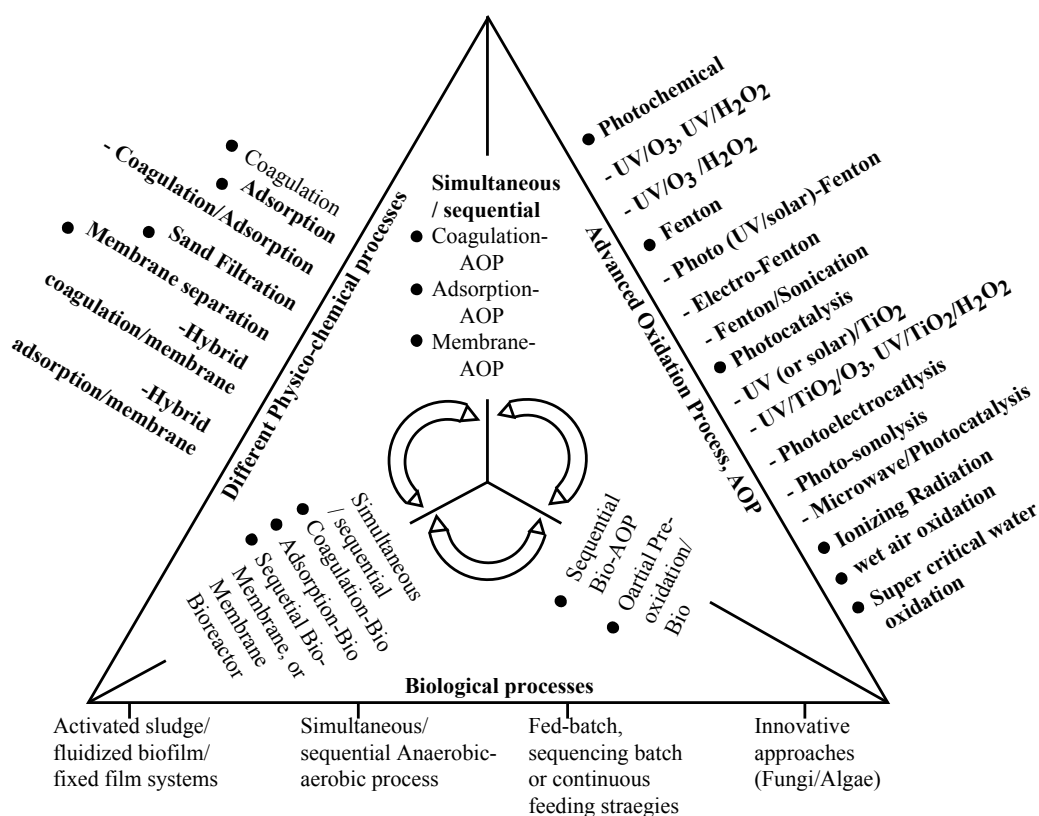 Coagulation
Adsorption
- Coagulation/Adsorption
Sand Filtration
Membrane separation
-Hybrid
coagulation/membrane
-Hybrid
adsorption/membrane
Different Physico-chemical processes
Simultaneous
/ sequential
Coagulation-
AOP
Adsorption-
AOP
Membrane-
AOP
Advanced Oxidation Process, AOP
Photochemical
- UV/O3, UV/H2O2
- UV/O3/H2O2
Fenton
- Photo (UV/solar)-Fenton
- Electro-Fenton
- Fenton/Sonication
Photocatalysis
- UV (or solar)/TiO2
- UV/TiO2/O3, UV/TiO2/H2O2
- Photoelectrocatlysis
- Photo-sonolysis
- Microwave/Photocatalysis
Ionizing Radiation
wet air oxidation
Super critical water
oxidation
Simultaneous
/ sequential
Coagulation-Bio
Adsorption-Bio
Sequetial Bio-
Membrane, or
Membrane
Bioreactor
Sequential
Bio-AOP
Oartial Pre-
oxidation/
Bio
Biological processes
Activated sludge/
fluidized biofilm/
fixed film systems
Simultaneous/
sequential Anaerobic-
aerobic process
Fed-batch,
sequencing batch
or continuous
feeding straegies
Innovative
approaches
(Fungi/Algae)